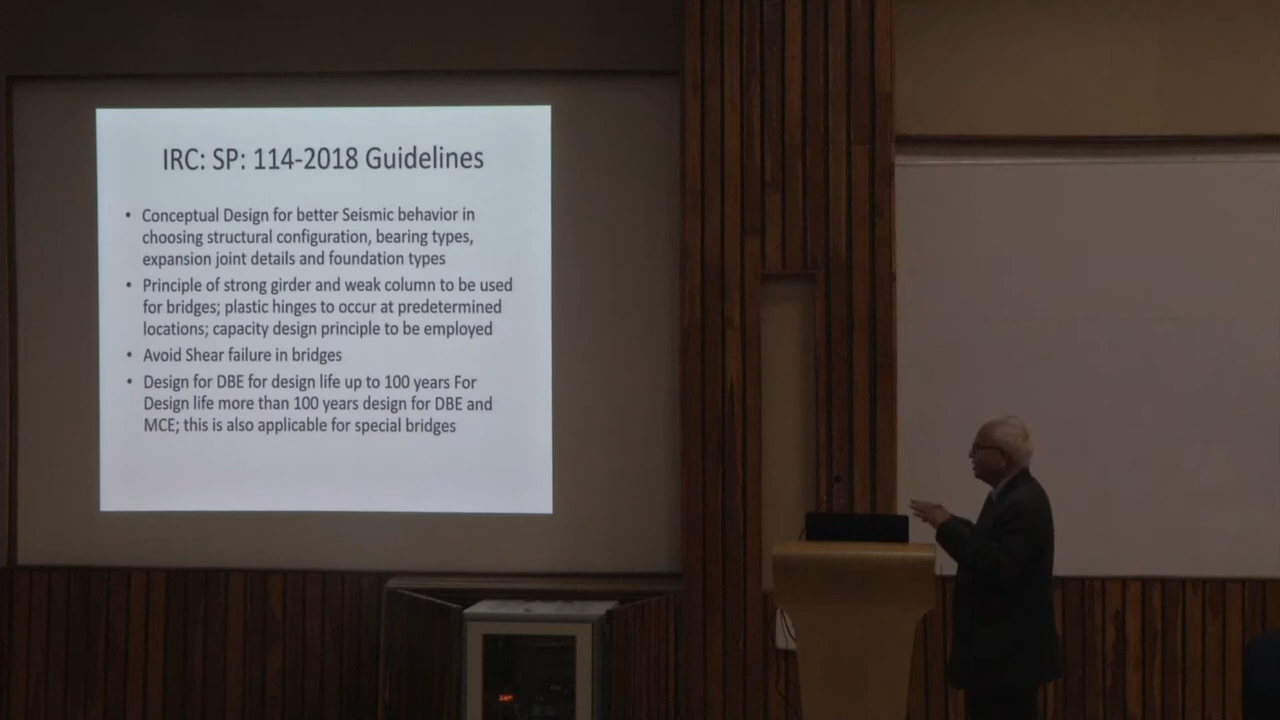 IRC: SP: 114-2018 Guidelines
• Conceptual Design for better Seismic behavior in
choosing structural configuration, bearing types,
expansion joint details and foundation types
• Principle of strong girder and weak column to be used
for bridges; plastic hinges to occur at predetermined
locations; capacity design principle to be employed
• Avoid Shear failure in bridges
• Design for DBE for design life up to 100 years For
Design life more than 100 years design for DBE and
MCE; this is also applicable for special bridges